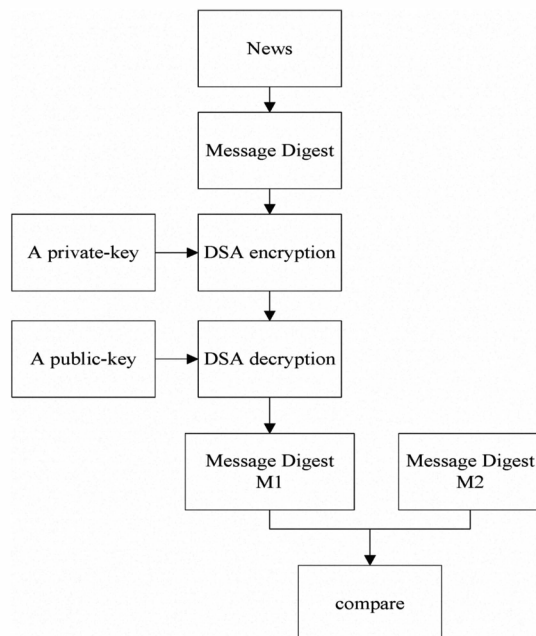 News
Message Digest
A private-key
DSA encryption
A public-key
DSA decryption
Message Digest
M1
Message Digest
M2
compare